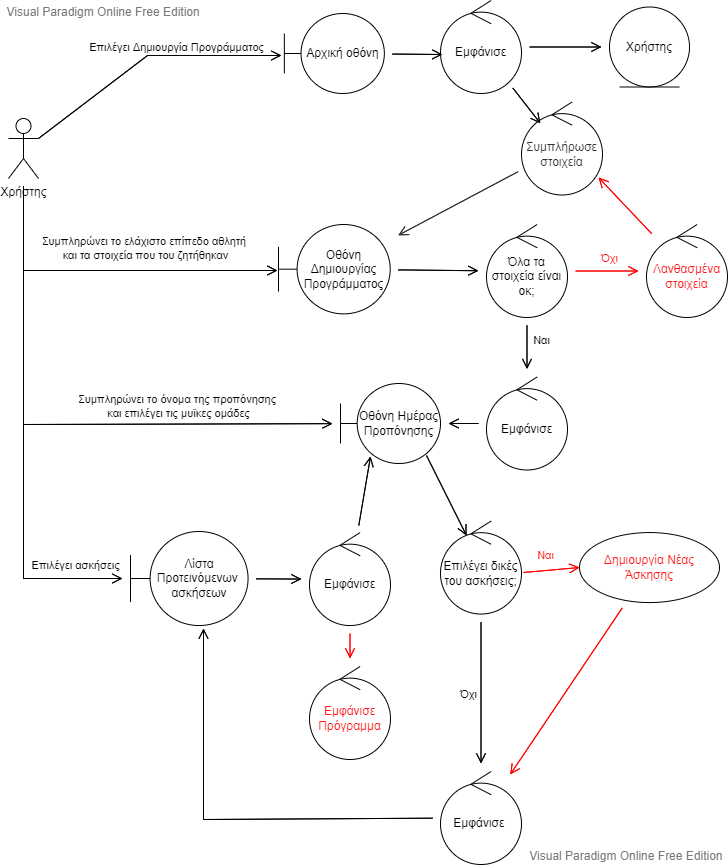 Visual Paradigm Online Free Edition
Επιλέγει Δημιουργία Προγράμματος
Αρχική οθόνη
Εμφάνισε
Χρήστης
Συμπλήρωσε
στοιχεία
Χρήστης
Συμπληρώνει το ελάχιστο επίπεδο αθλητή
και τα στοιχεία που του ζητήθηκαν
Οθόνη
Δημιουργίας
Προγράμματος
Όλα τα
στοιχεία είναι
οκ;
Όχι
Λανθασμένα
στοιχεία
Ναι
Συμπληρώνει το όνομα της προπόνησης
και επιλέγει τις μυϊκες ομάδες
Οθόνη Ημέρας
Προπόνησης
Εμφάνισε
Επιλέγει ασκήσεις
Λίστα
Προτεινόμενων
ασκήσεων
Εμφάνισε
Επιλέγει δικές
του ασκήσεις;
Ναι
Δημιουργία Νέας
Άσκησης
Εμφάνισε
Πρόγραμμα
Όχι
Εμφάνισε
Visual Paradigm Online Free Edition